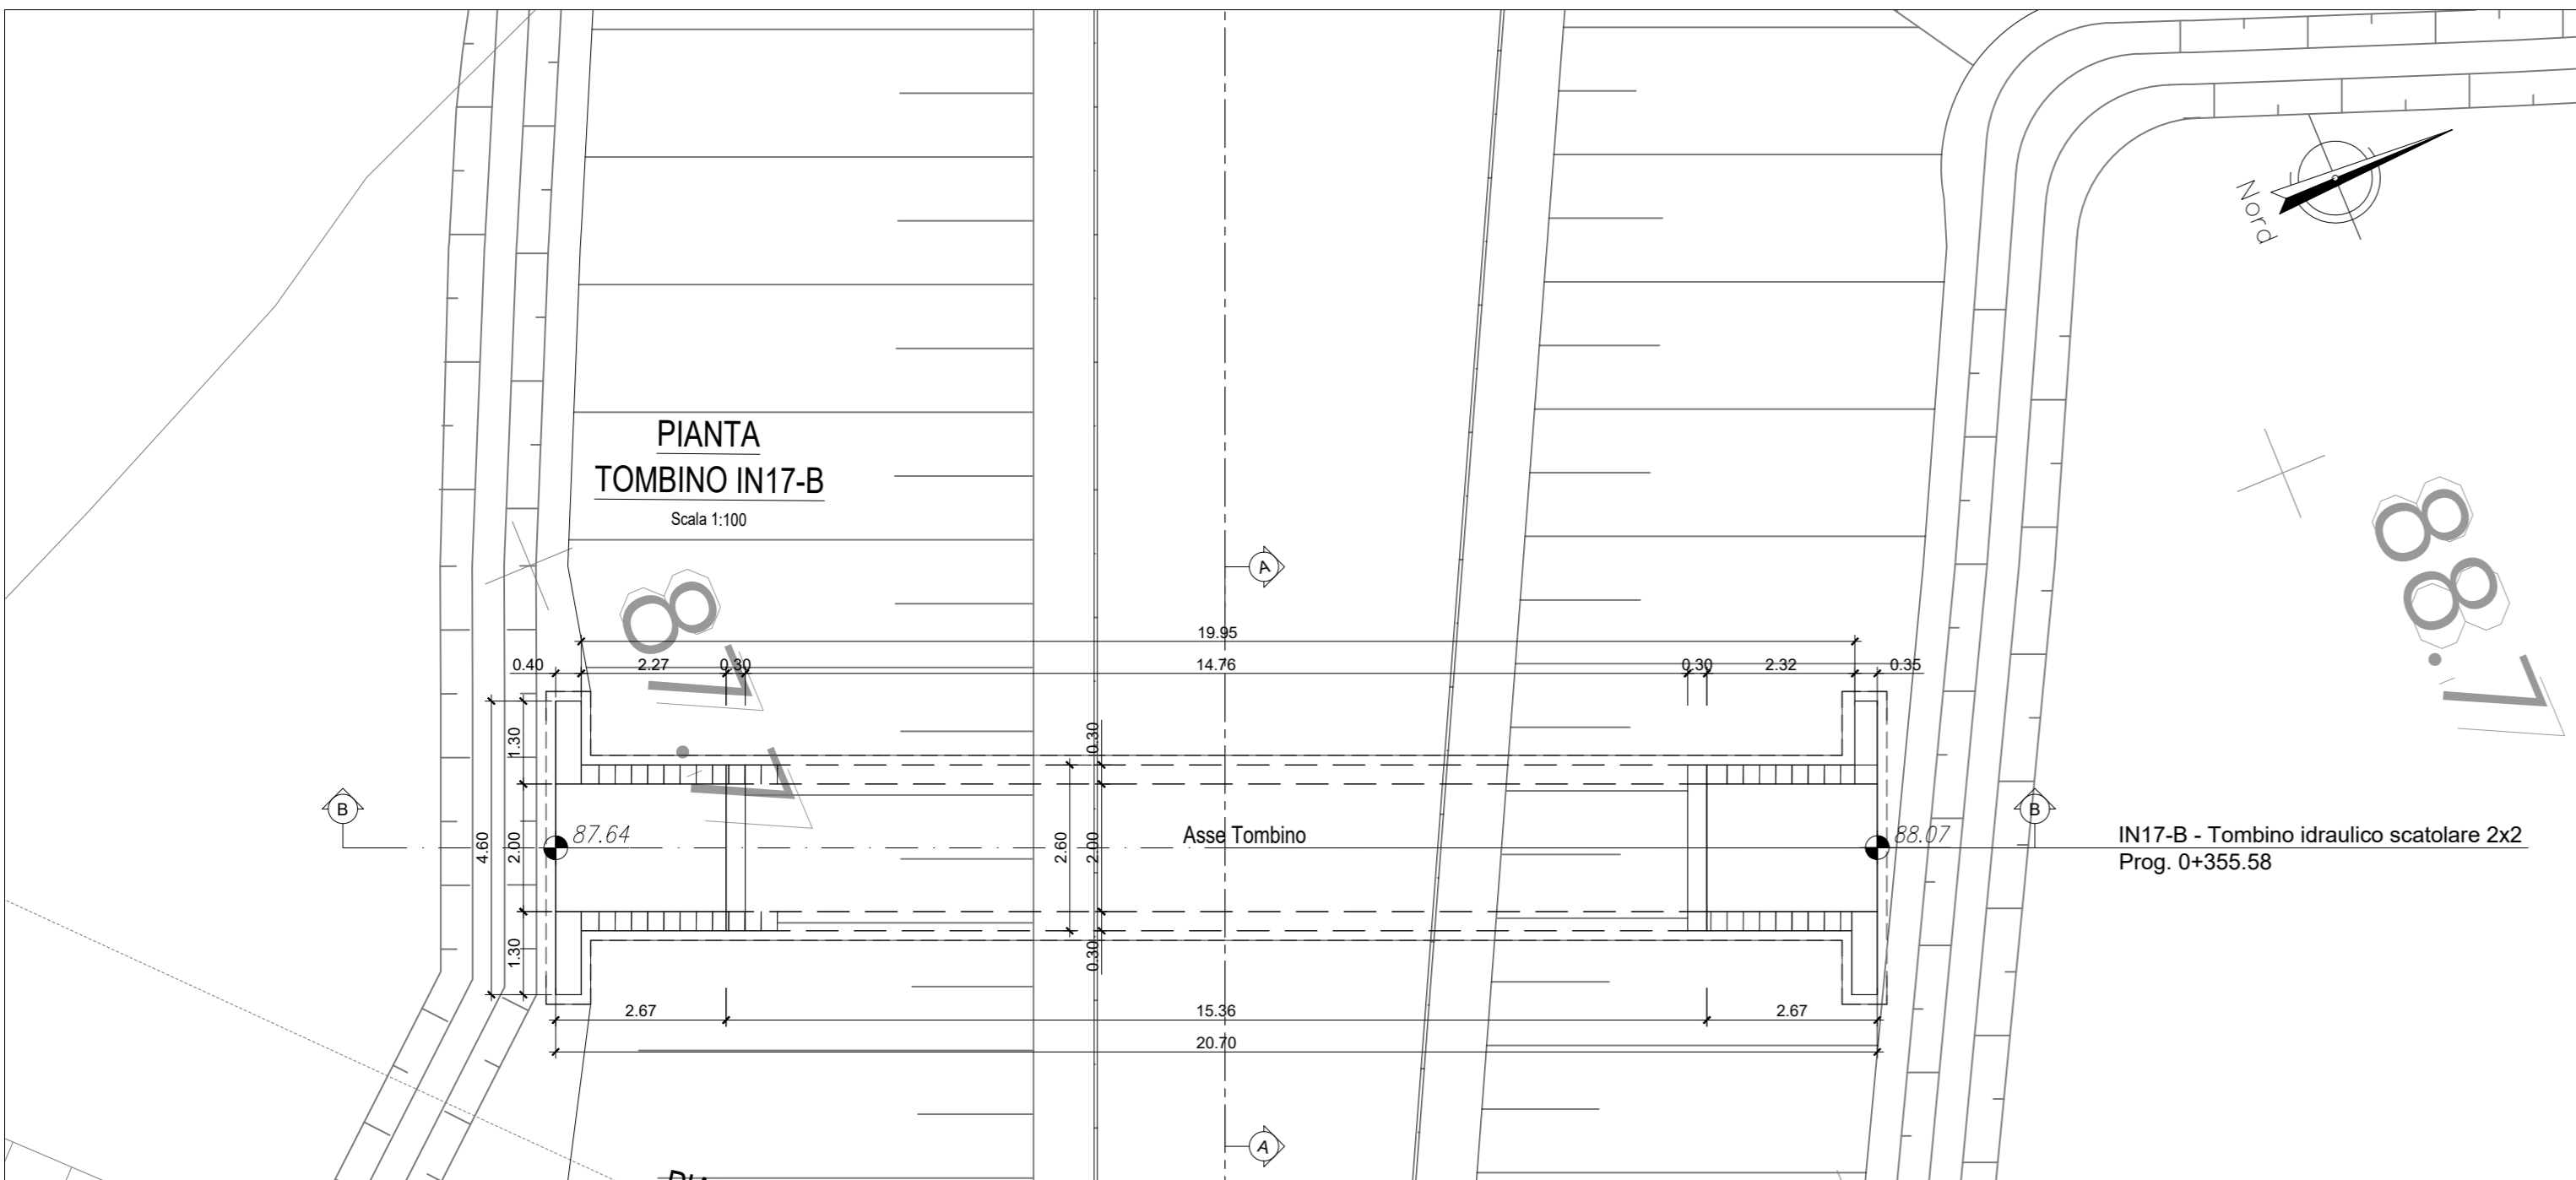 Nord
PIANTA
TOMBINO IN17-B
Scala 1:100
A
88
88.7
87.7
19.95
0.40
2.27
0.30
14.76
0.30
2.32
0.35
1.30
0.30
B
87.64
4.60
2.00
2.60
2.00
Asse Tombino
88.07
B
IN17-B - Tombino idraulico scatolare 2x2
Prog. 0+355.58
1.30
0.30
2.67
15.36
2.67
20.70
A